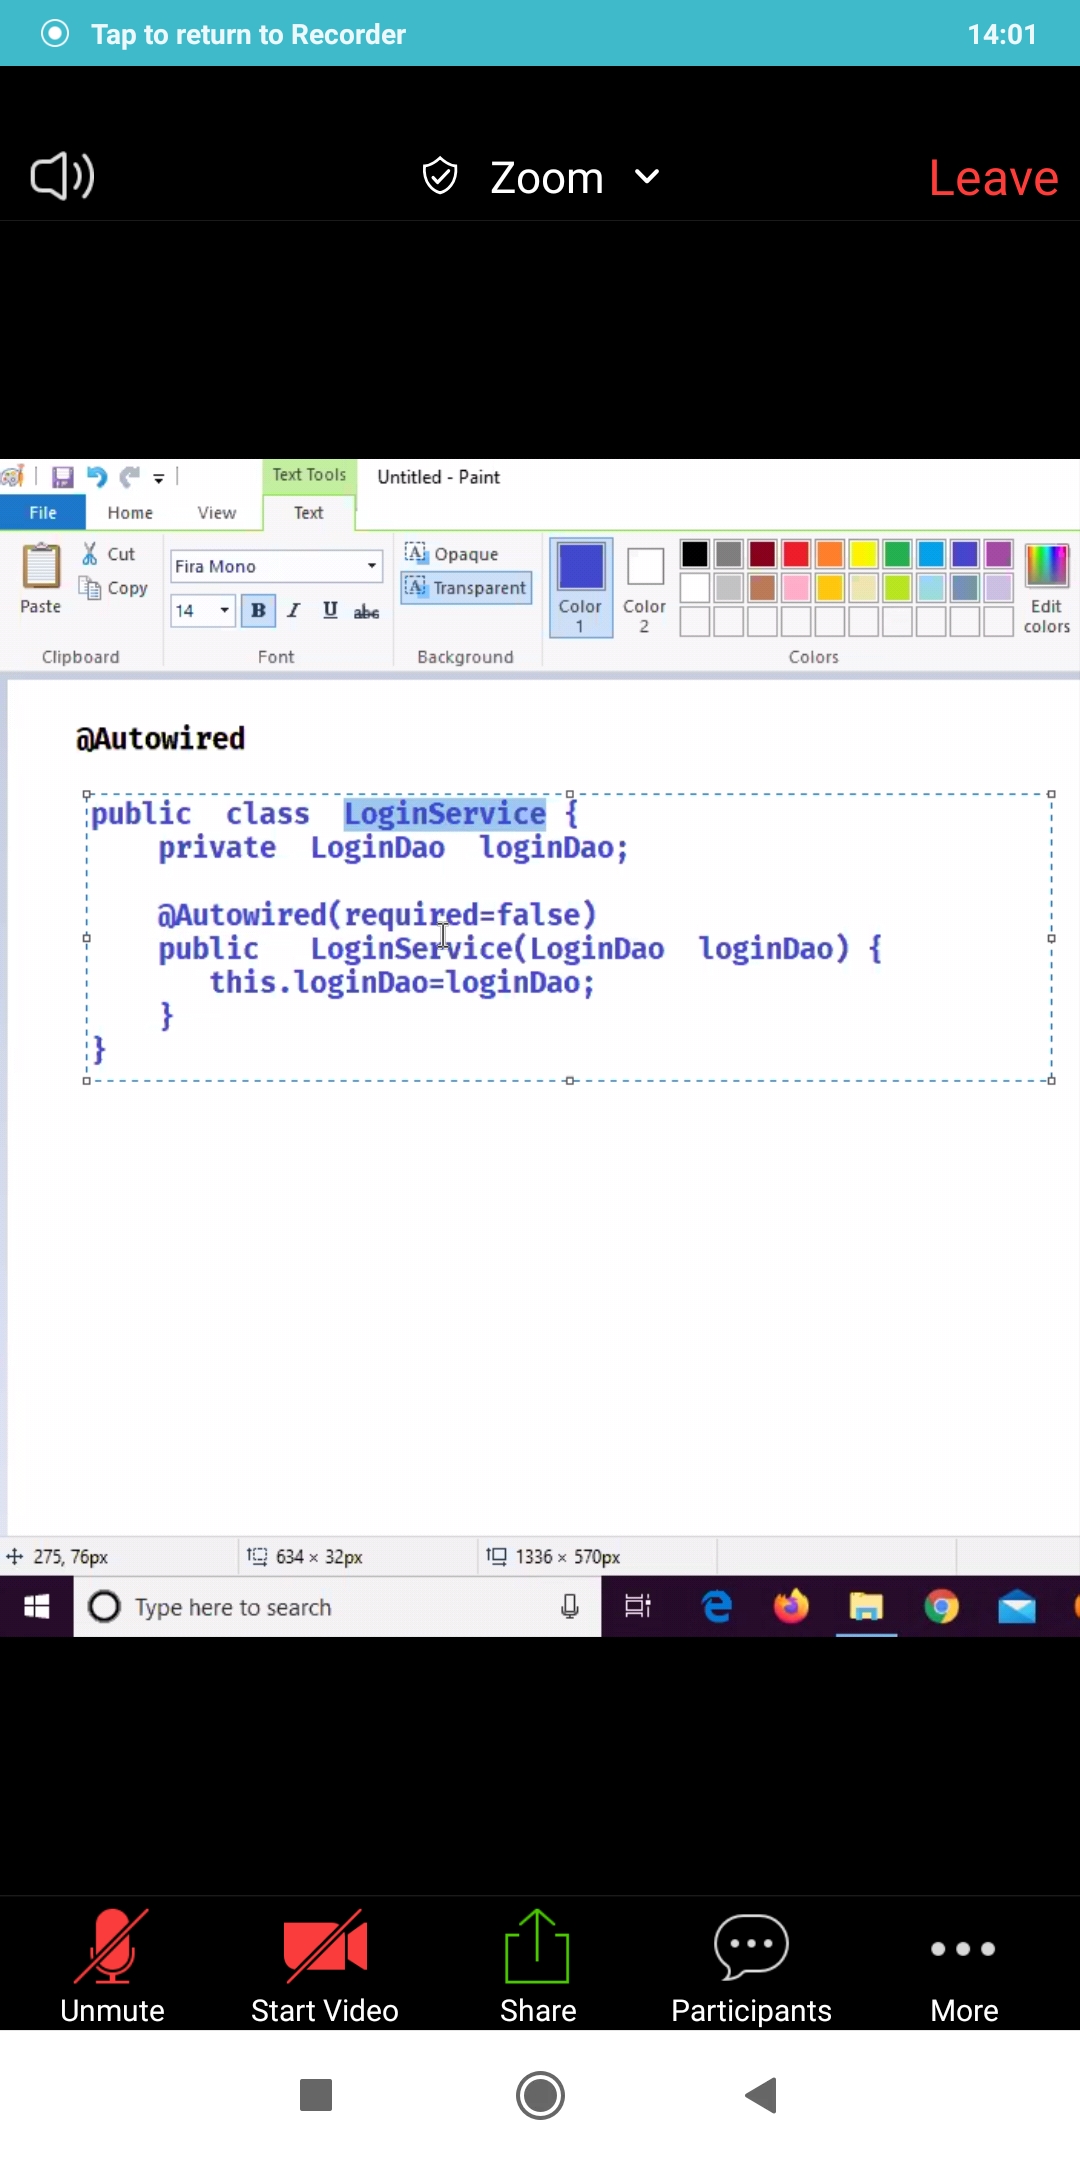 Tap to return to Recorder 14:01
Zoom Leave
Text Tools Untitled - Paint
File Home View Text
Paste Cut Copy
Fira Mono
14 B I U abc
Opaque
Transparent
Color 1 Color 2 Edit colors
Clipboard Font Background Colors
@Autowired
public class LoginService {
private LoginDao loginDao;
@Autowired(required=false)
public LoginService(LoginDao loginDao) {
this.loginDao=loginDao;
}
}
275, 76px 634 × 32px 1336 × 570px
Type here to search
Unmute Start Video Share Participants More